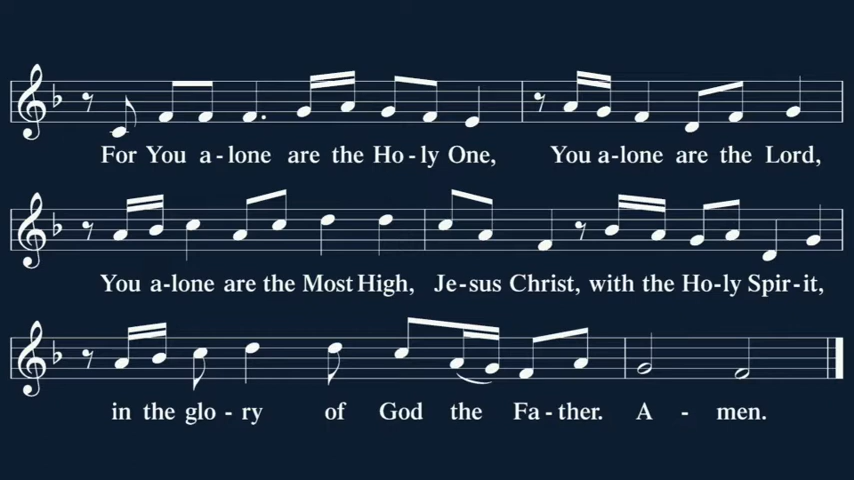 For You a - lone are the Ho - ly One, You a - lone are the Lord,
You a - lone are the Most High, Je - sus Christ, with the Ho - ly Spir - it,
in the glo - ry of God the Fa - ther. A - men.